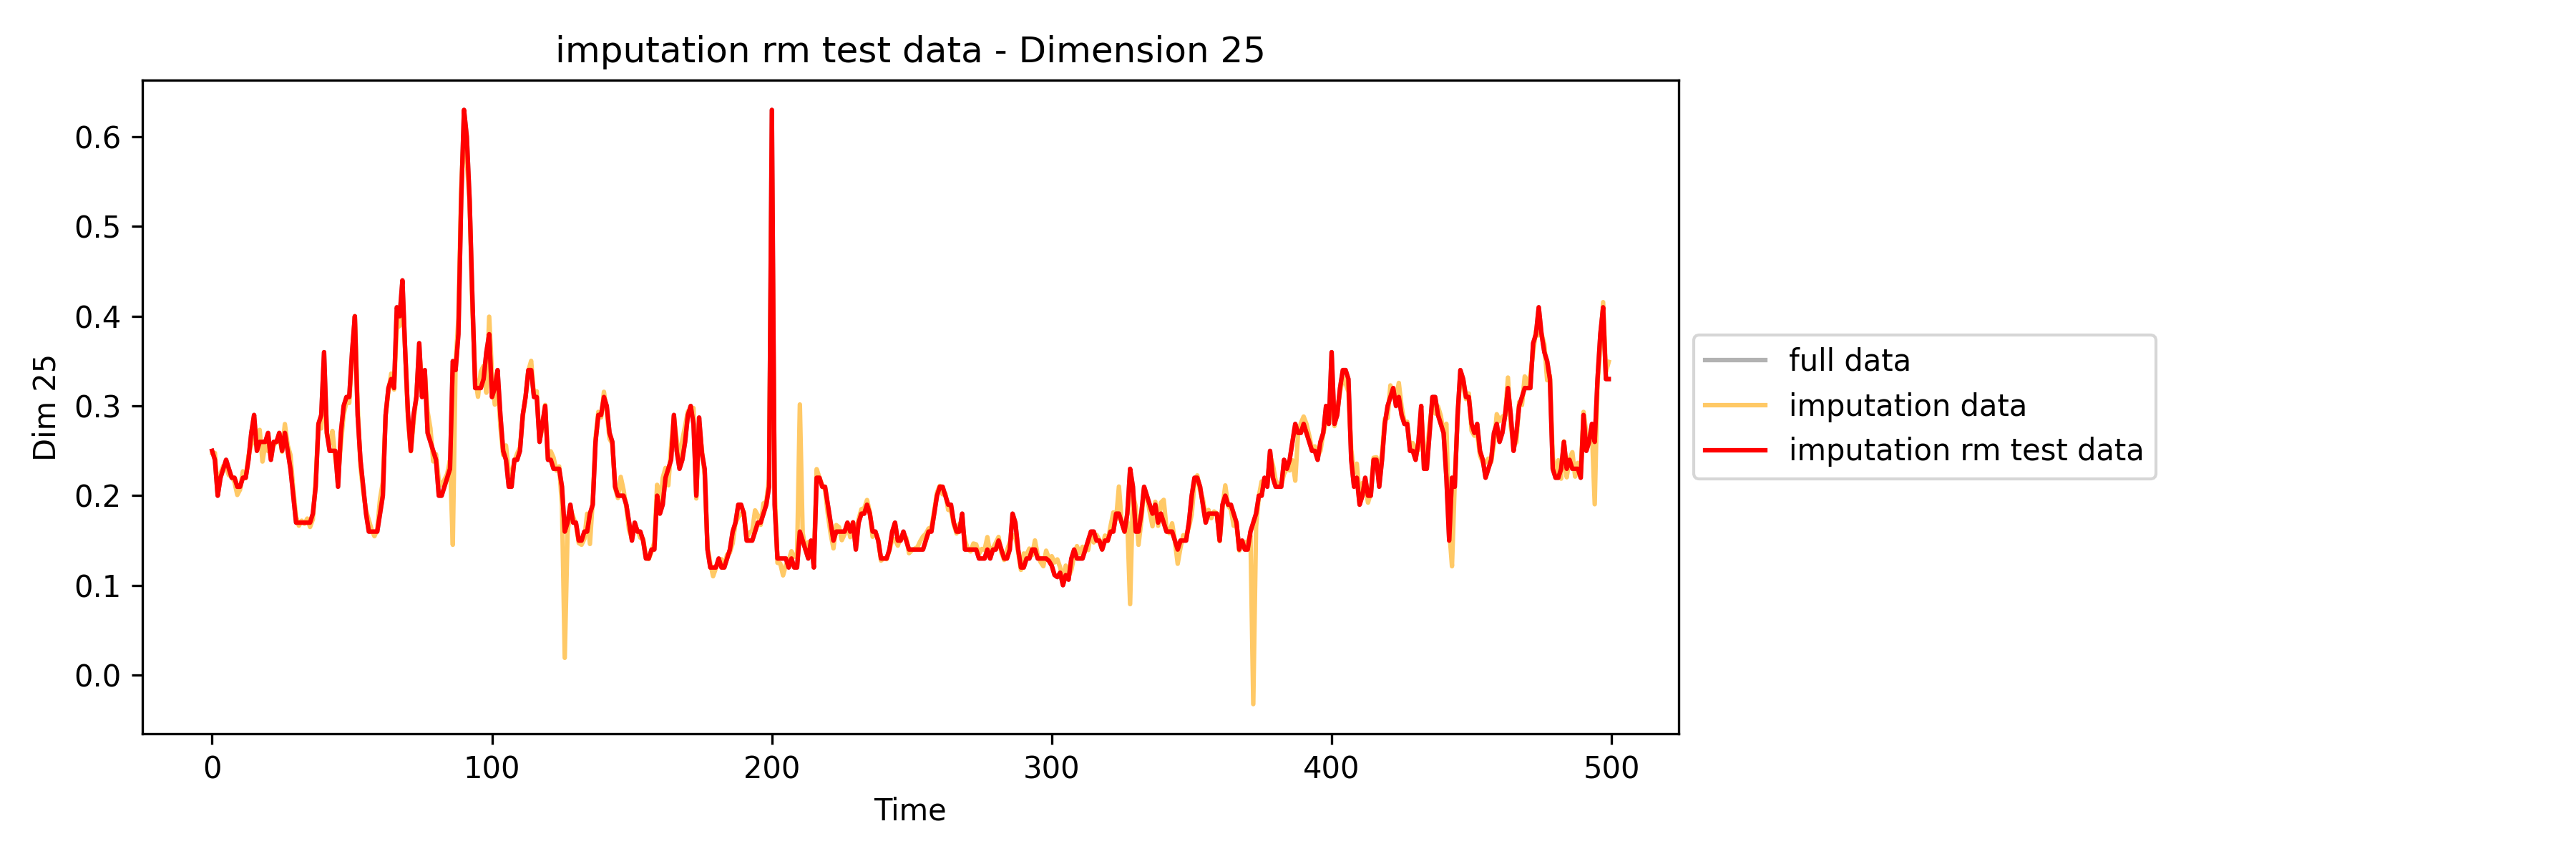 imputation rm test data - Dimension 25
Dim 25
0.6
0.5
0.4
0.3
0.2
0.1
0.0
0
100
200
300
400
500
Time
full data
imputation data
imputation rm test data